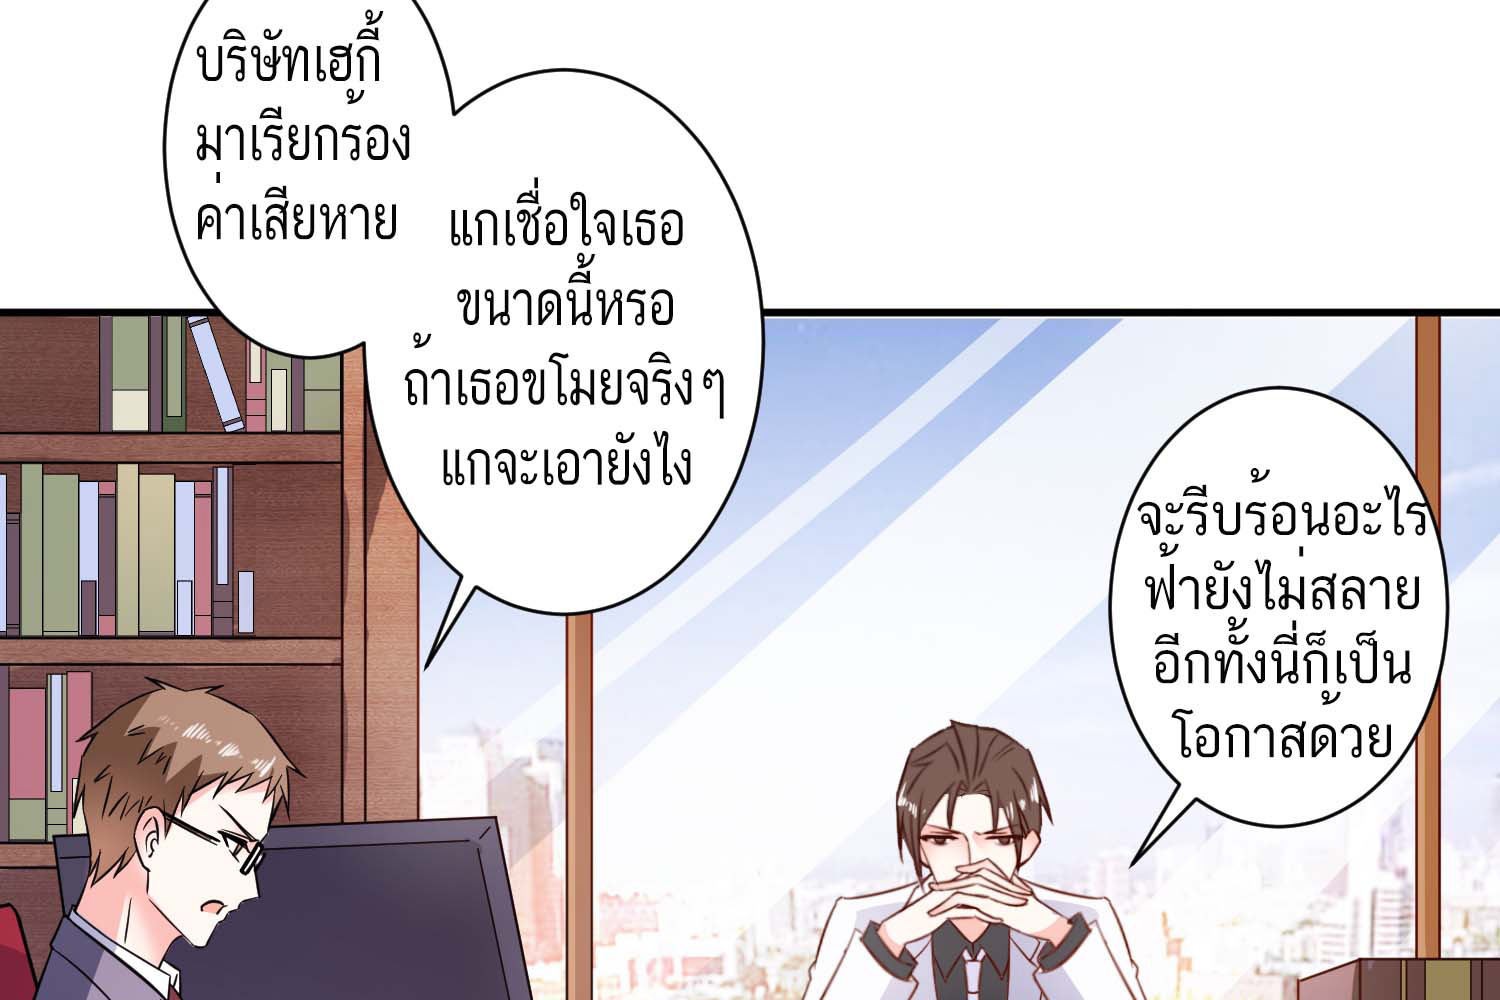 บริษัทเฮกี้
มาเรียกร้อง
ค่าเสียหาย
แกเชื่อใจเธอ
ขนาดนี้หรอ
ถ้าเธอขโมยจริงๆ
แกจะเอายังไง
จะรีบร้อนอะไร
ฟ้ายังไม่สลาย
อีกทั้งนี่ก็เป็น
โอกาสด้วย